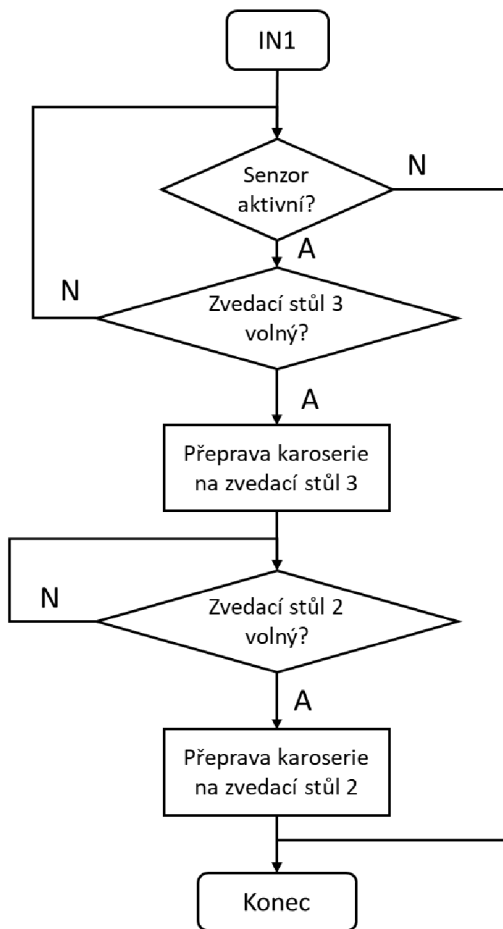 IN1
Senzor
aktivní?
N
A
Zvedací stůl 3
volný?
N
A
Přeprava karoserie
na zvedací stůl 3
Zvedací stůl 2
volný?
N
A
Přeprava karoserie
na zvedací stůl 2
Konec